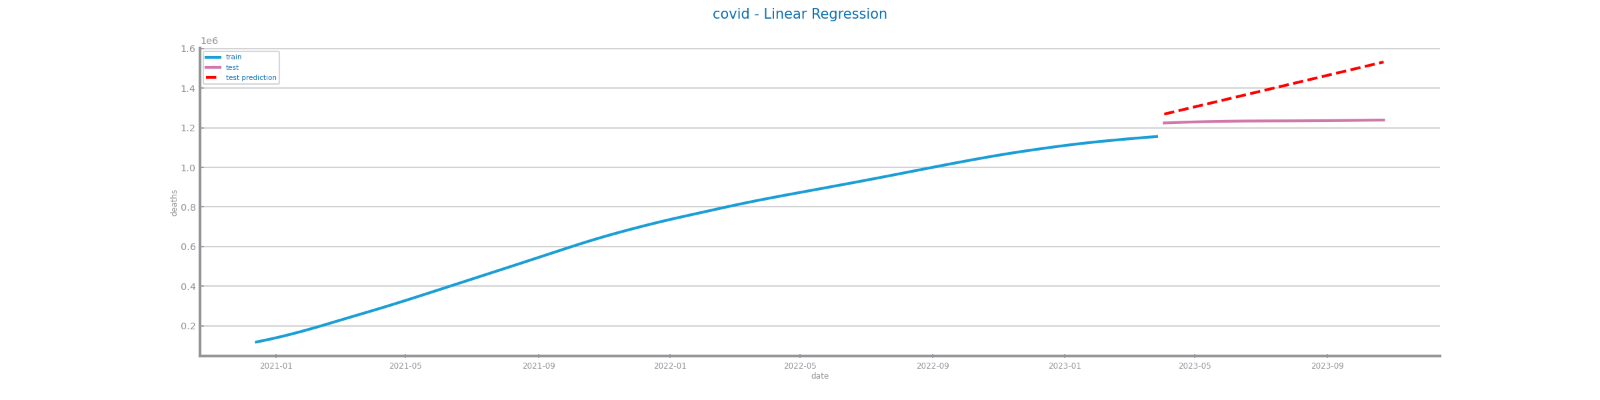 covid - Linear Regression
1e6
1.6
1.4
1.2
1.0
0.8
0.6
0.4
0.2
train
test
test prediction
deaths
2021-01 2021-05 2021-09 2022-01 2022-05 2022-09 2023-01 2023-05 2023-09
date